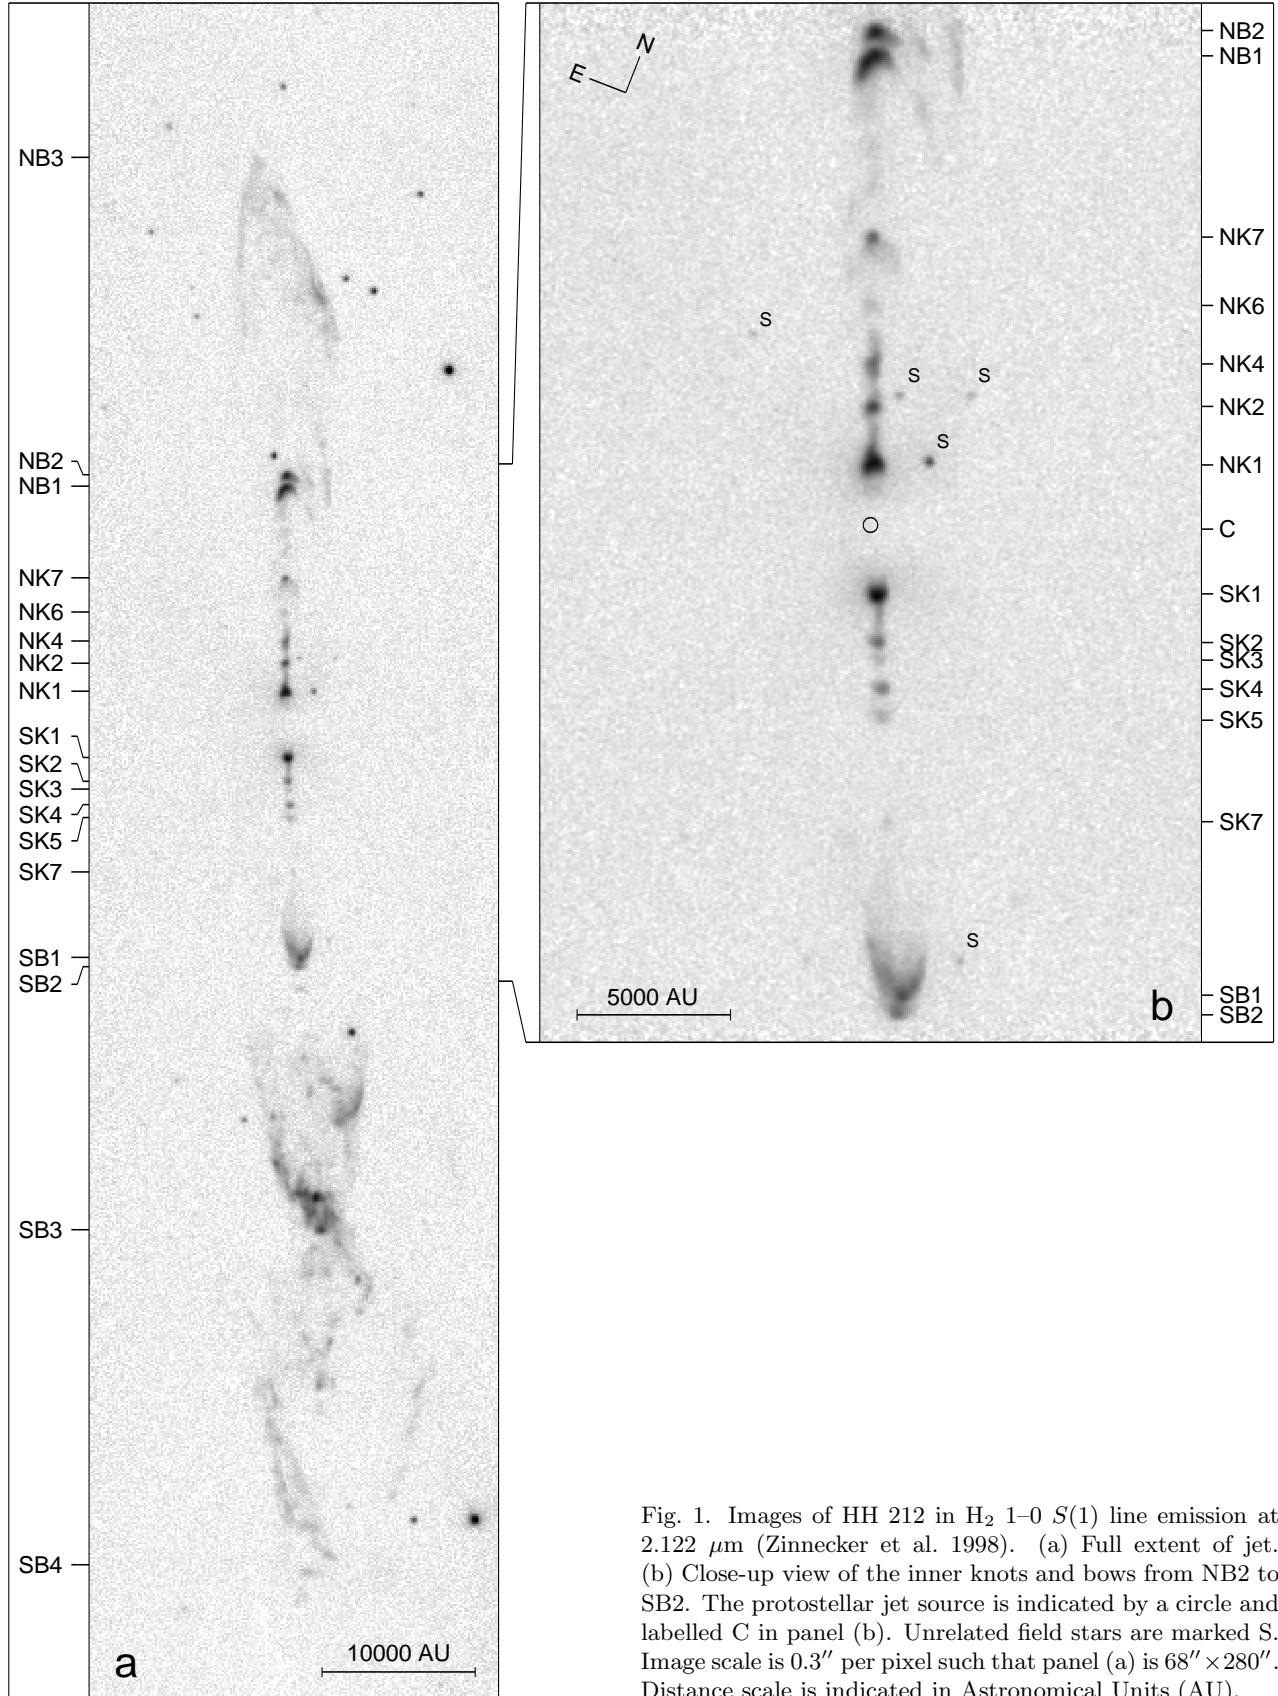 NB3
NB2
NB1
NK7
NK6
NK4
NK2
NK1
SK1
SK2
SK3
SK4
SK5
SK7
SB1
SB2
SB3
SB4
10000 AU
a
N
E
S
S
S
S
S
5000 AU
b
NB2
NB1
NK7
NK6
NK4
NK2
NK1
C
SK1
SK2
SK3
SK4
SK5
SK7
SB1
SB2
Fig. 1. Images of HH 212 in H₂ 1–0 S(1) line emission at
2.122 μm (Zinnecker et al. 1998). (a) Full extent of jet.
(b) Close-up view of the inner knots and bows from NB2 to
SB2. The protostellar jet source is indicated by a circle and
labelled C in panel (b). Unrelated field stars are marked S.
Image scale is 0.3″ per pixel such that panel (a) is 68″×280″.
Distance scale is indicated in Astronomical Units (AU).